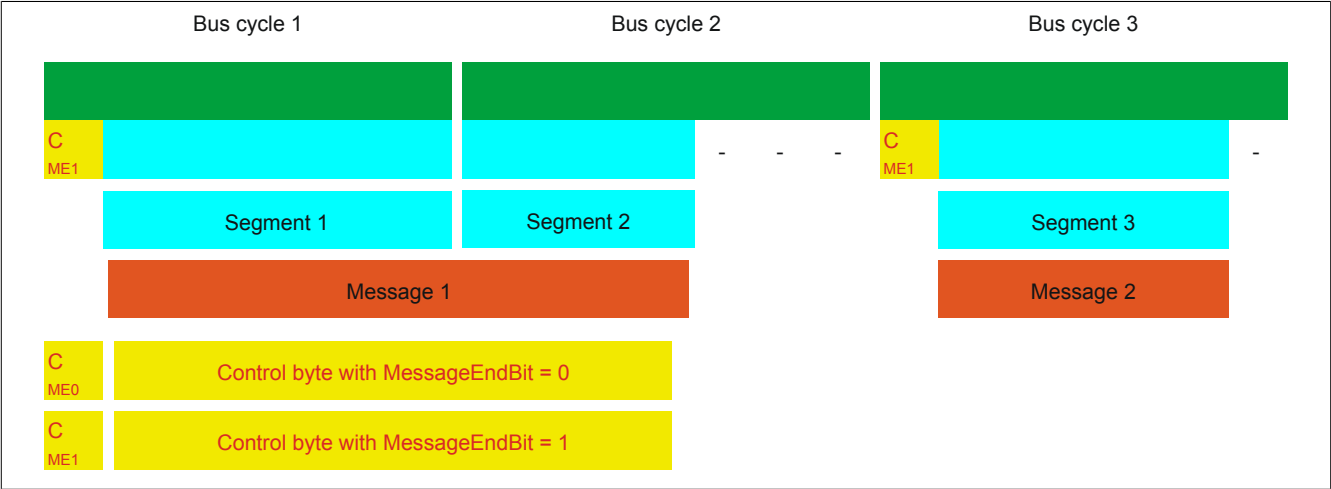 Bus cycle 1 Bus cycle 2 Bus cycle 3
C - - - C -
ME1 ME1
Segment 1 Segment 2 Segment 3
Message 1 Message 2
C
ME0 Control byte with MessageEndBit = 0
C
ME1 Control byte with MessageEndBit = 1